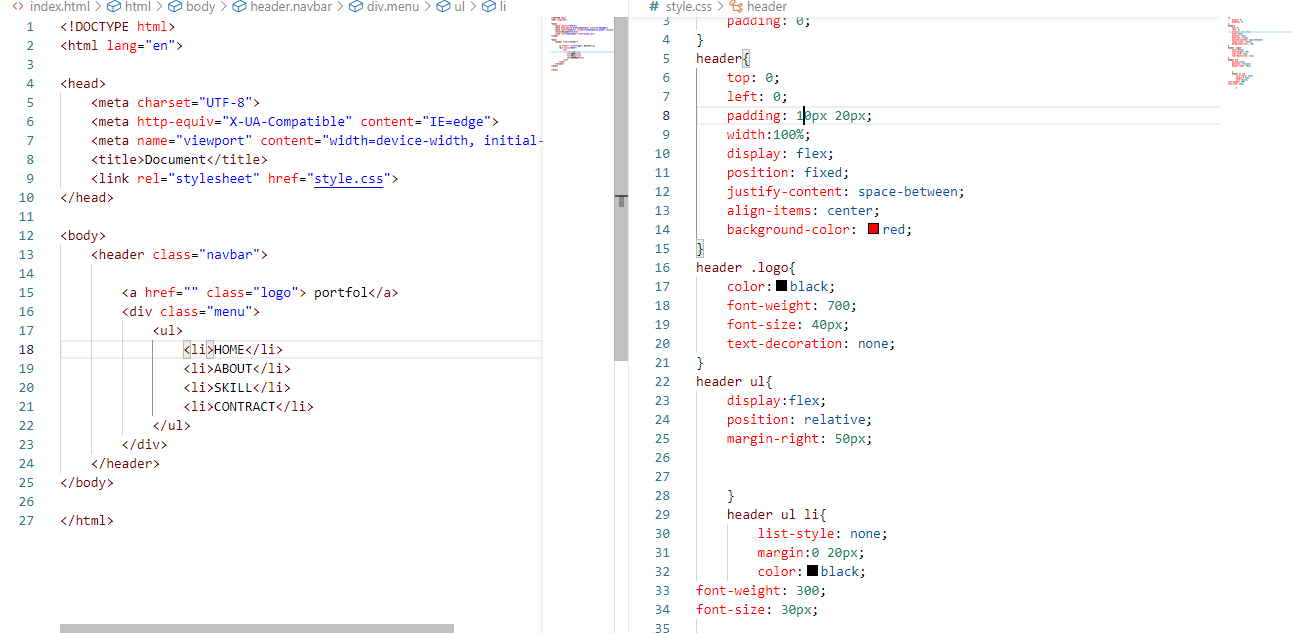 index.html > html > body > header.navbar > div.menu > ul > li
1 <!DOCTYPE html>
2 <html lang="en">
3
4 <head>
5 <meta charset="UTF-8">
6 <meta http-equiv="X-UA-Compatible" content="IE=edge">
7 <meta name="viewport" content="width=device-width, initial-
8 <title>Document</title>
9 <link rel="stylesheet" href="style.css">
10 </head>
11
12 <body>
13 <header class="navbar">
14
15 <a href="" class="logo"> portfol</a>
16 <div class="menu">
17 <ul>
18 <li>HOME</li>
19 <li>ABOUT</li>
20 <li>SKILL</li>
21 <li>CONTRACT</li>
22 </ul>
23 </div>
24 </header>
25 </body>
26
27 </html>
# style.css > header
3 padding: 0;
4 }
5 header{
6 top: 0;
7 left: 0;
8 padding: 10px 20px;
9 width:100%;
10 display: flex;
11 position: fixed;
12 justify-content: space-between;
13 align-items: center;
14 background-color: red;
15 }
16 header .logo{
17 color: black;
18 font-weight: 700;
19 font-size: 40px;
20 text-decoration: none;
21 }
22 header ul{
23 display:flex;
24 position: relative;
25 margin-right: 50px;
26
27
28 }
29 header ul li{
30 list-style: none;
31 margin:0 20px;
32 color: black;
33 font-weight: 300;
34 font-size: 30px;
35